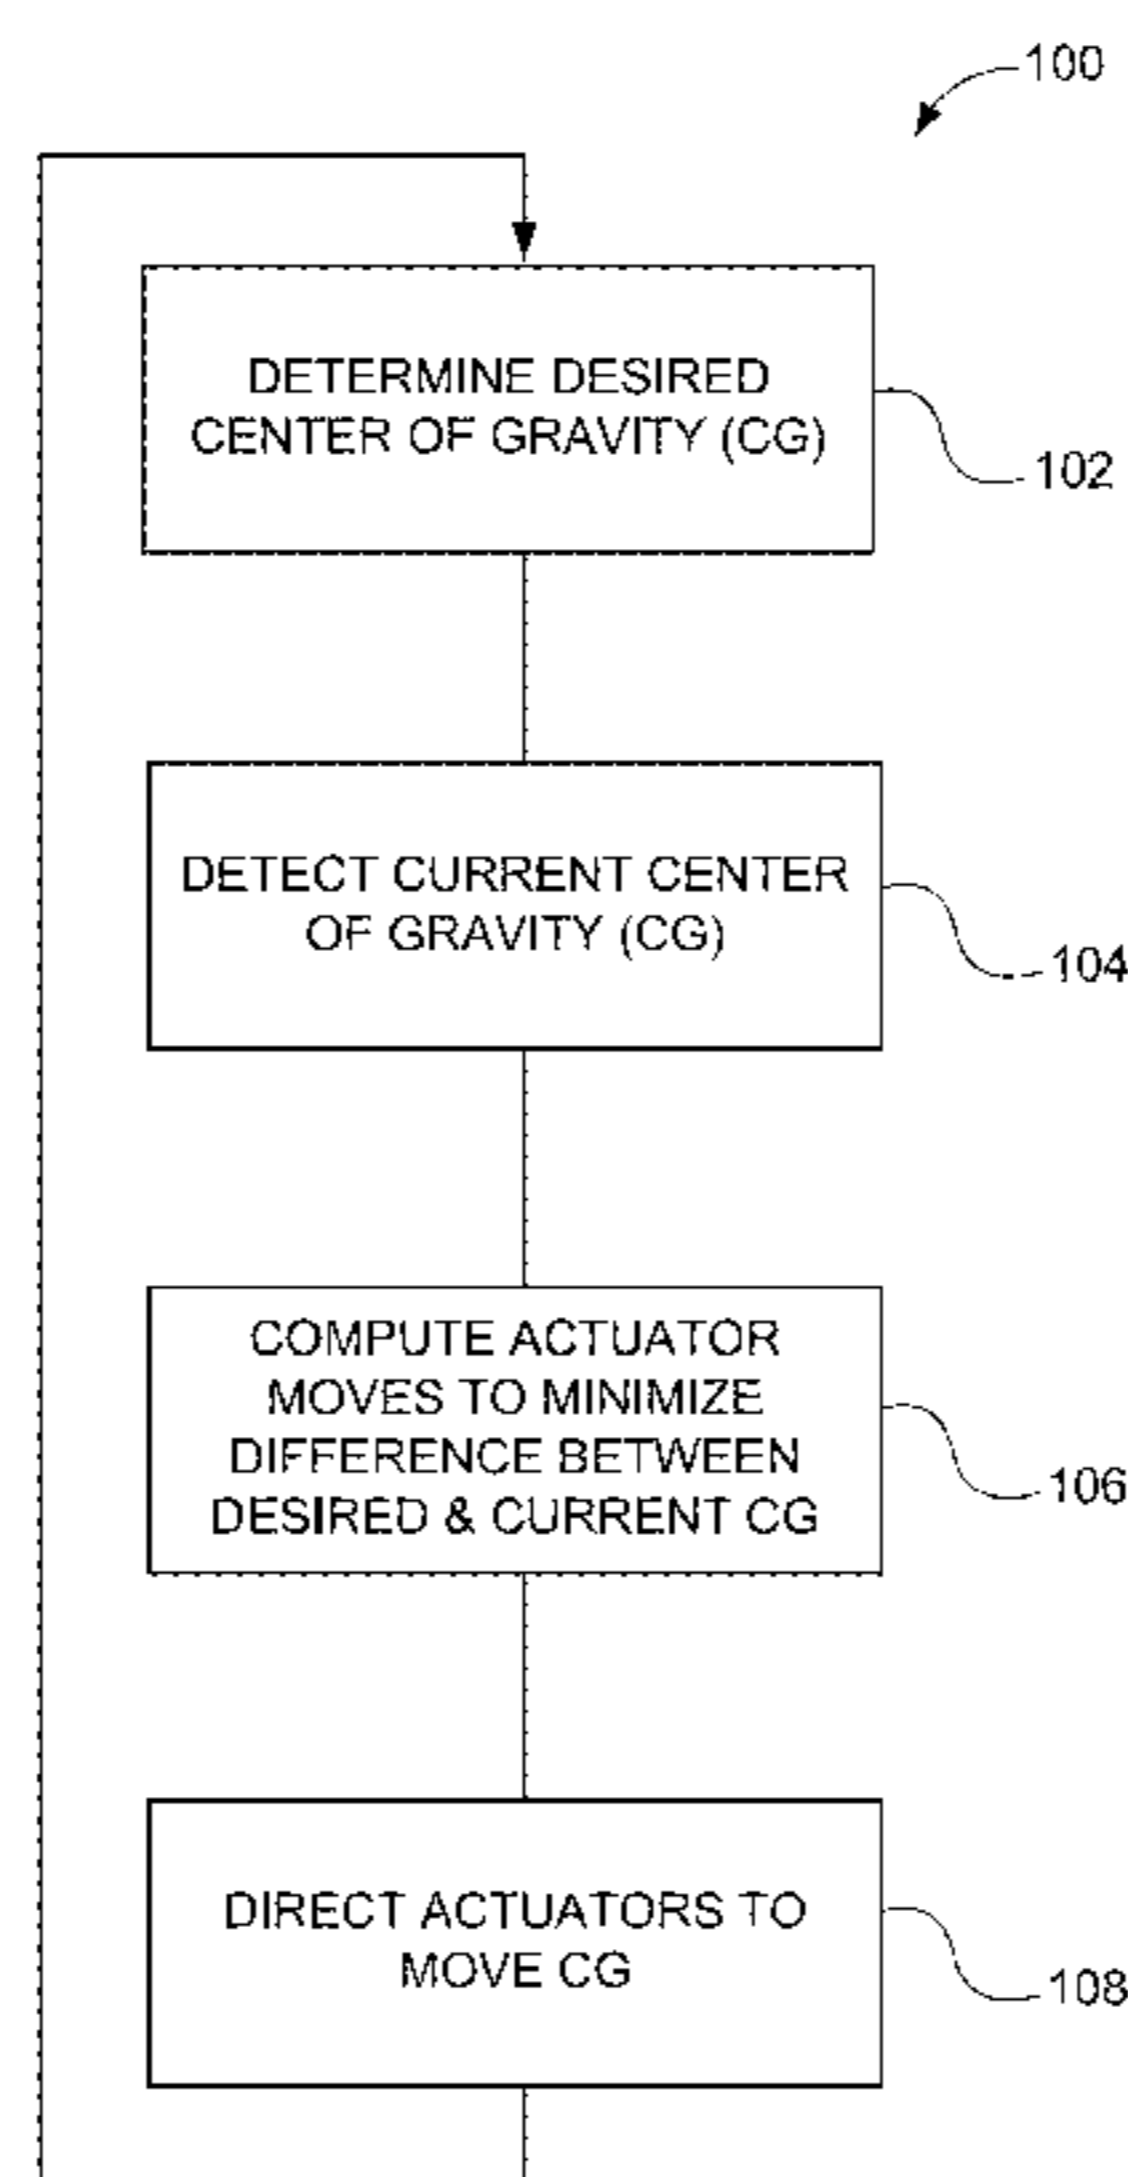 100
DETERMINE DESIRED
CENTER OF GRAVITY (CG)
102
DETECT CURRENT CENTER
OF GRAVITY (CG)
104
COMPUTE ACTUATOR
MOVES TO MINIMIZE
DIFFERENCE BETWEEN
DESIRED & CURRENT CG
106
DIRECT ACTUATORS TO
MOVE CG
108